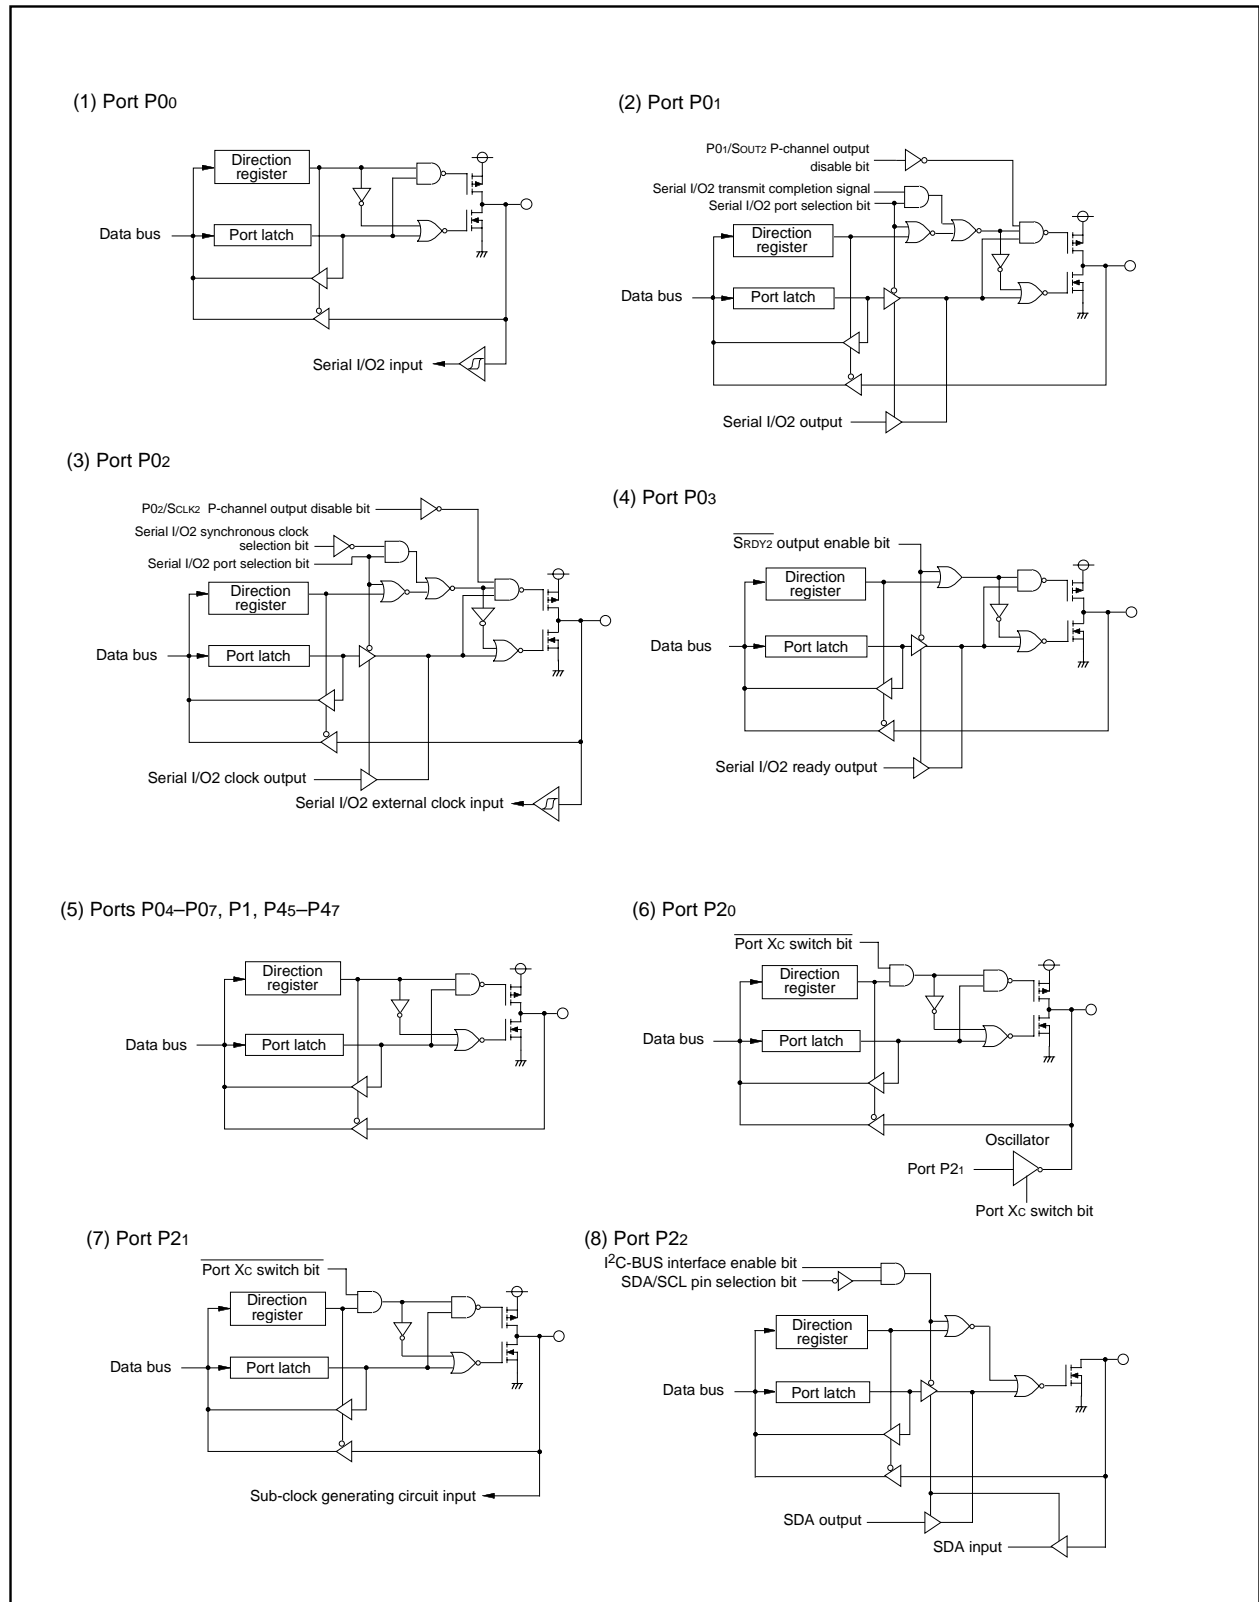 (1) Port P00
Direction
register
Data bus
Port latch
Serial I/O2 input
(2) Port P01
P01/SOUT2 P-channel output
disable bit
Serial I/O2 transmit completion signal
Serial I/O2 port selection bit
Direction
register
Data bus
Port latch
Serial I/O2 output
(3) Port P02
P02/SCLK2 P-channel output disable bit
Serial I/O2 synchronous clock
selection bit
Serial I/O2 port selection bit
Direction
register
Data bus
Port latch
Serial I/O2 clock output
Serial I/O2 external clock input
(4) Port P03
SRDY2 output enable bit
Direction
register
Data bus
Port latch
Serial I/O2 ready output
(5) Ports P04–P07, P1, P45–P47
Direction
register
Data bus
Port latch
(6) Port P20
Port XC switch bit
Direction
register
Data bus
Port latch
Oscillator
Port P21
Port XC switch bit
(7) Port P21
Port XC switch bit
Direction
register
Data bus
Port latch
Sub-clock generating circuit input
(8) Port P22
I2C-BUS interface enable bit
SDA/SCL pin selection bit
Direction
register
Data bus
Port latch
SDA output
SDA input